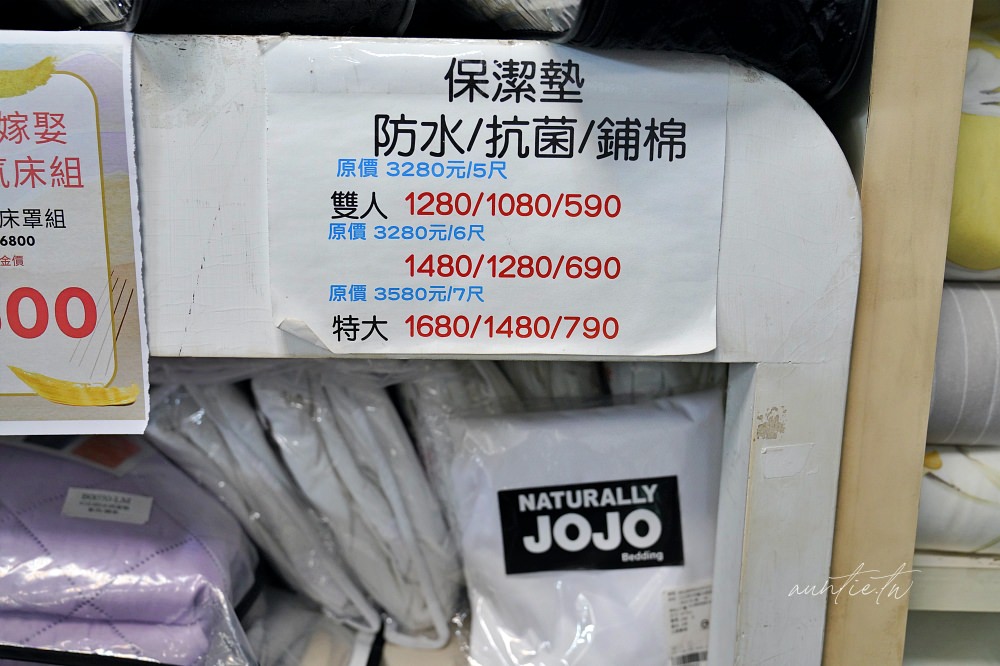 保潔墊
防水/抗菌/鋪棉
原價 3280元/5尺
雙人 1280/1080/590
原價 3280元/6尺
1480/1280/690
原價 3580元/7尺
特大 1680/1480/790
嫁娶
床組
床罩組
6800
金價
00
NATURALLY
JOJO
Bedding
auntie.tw